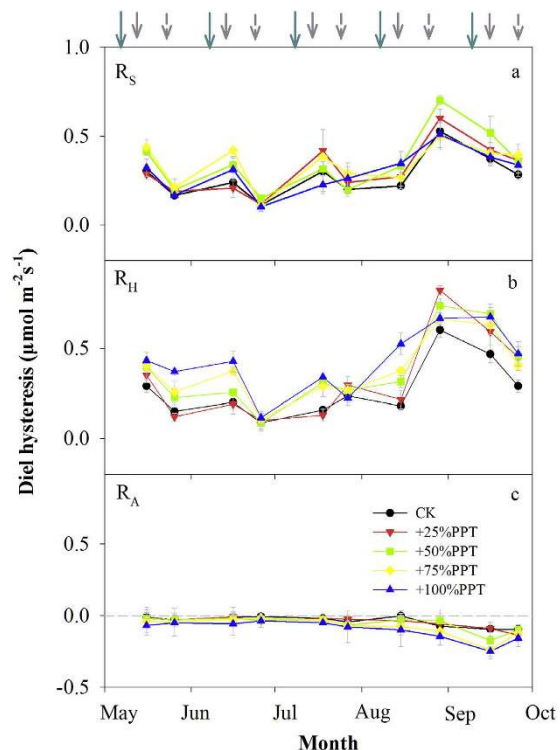 1.0
R_S
a
0.5
0.0
R_H
b
0.5
0.0
Diel hysteresis (μmol m⁻²s⁻¹)
R_A
c
CK
+25%PPT
+50%PPT
+75%PPT
+100%PPT
0.5
0.0
-0.5
May Jun Jul Aug Sep Oct
Month